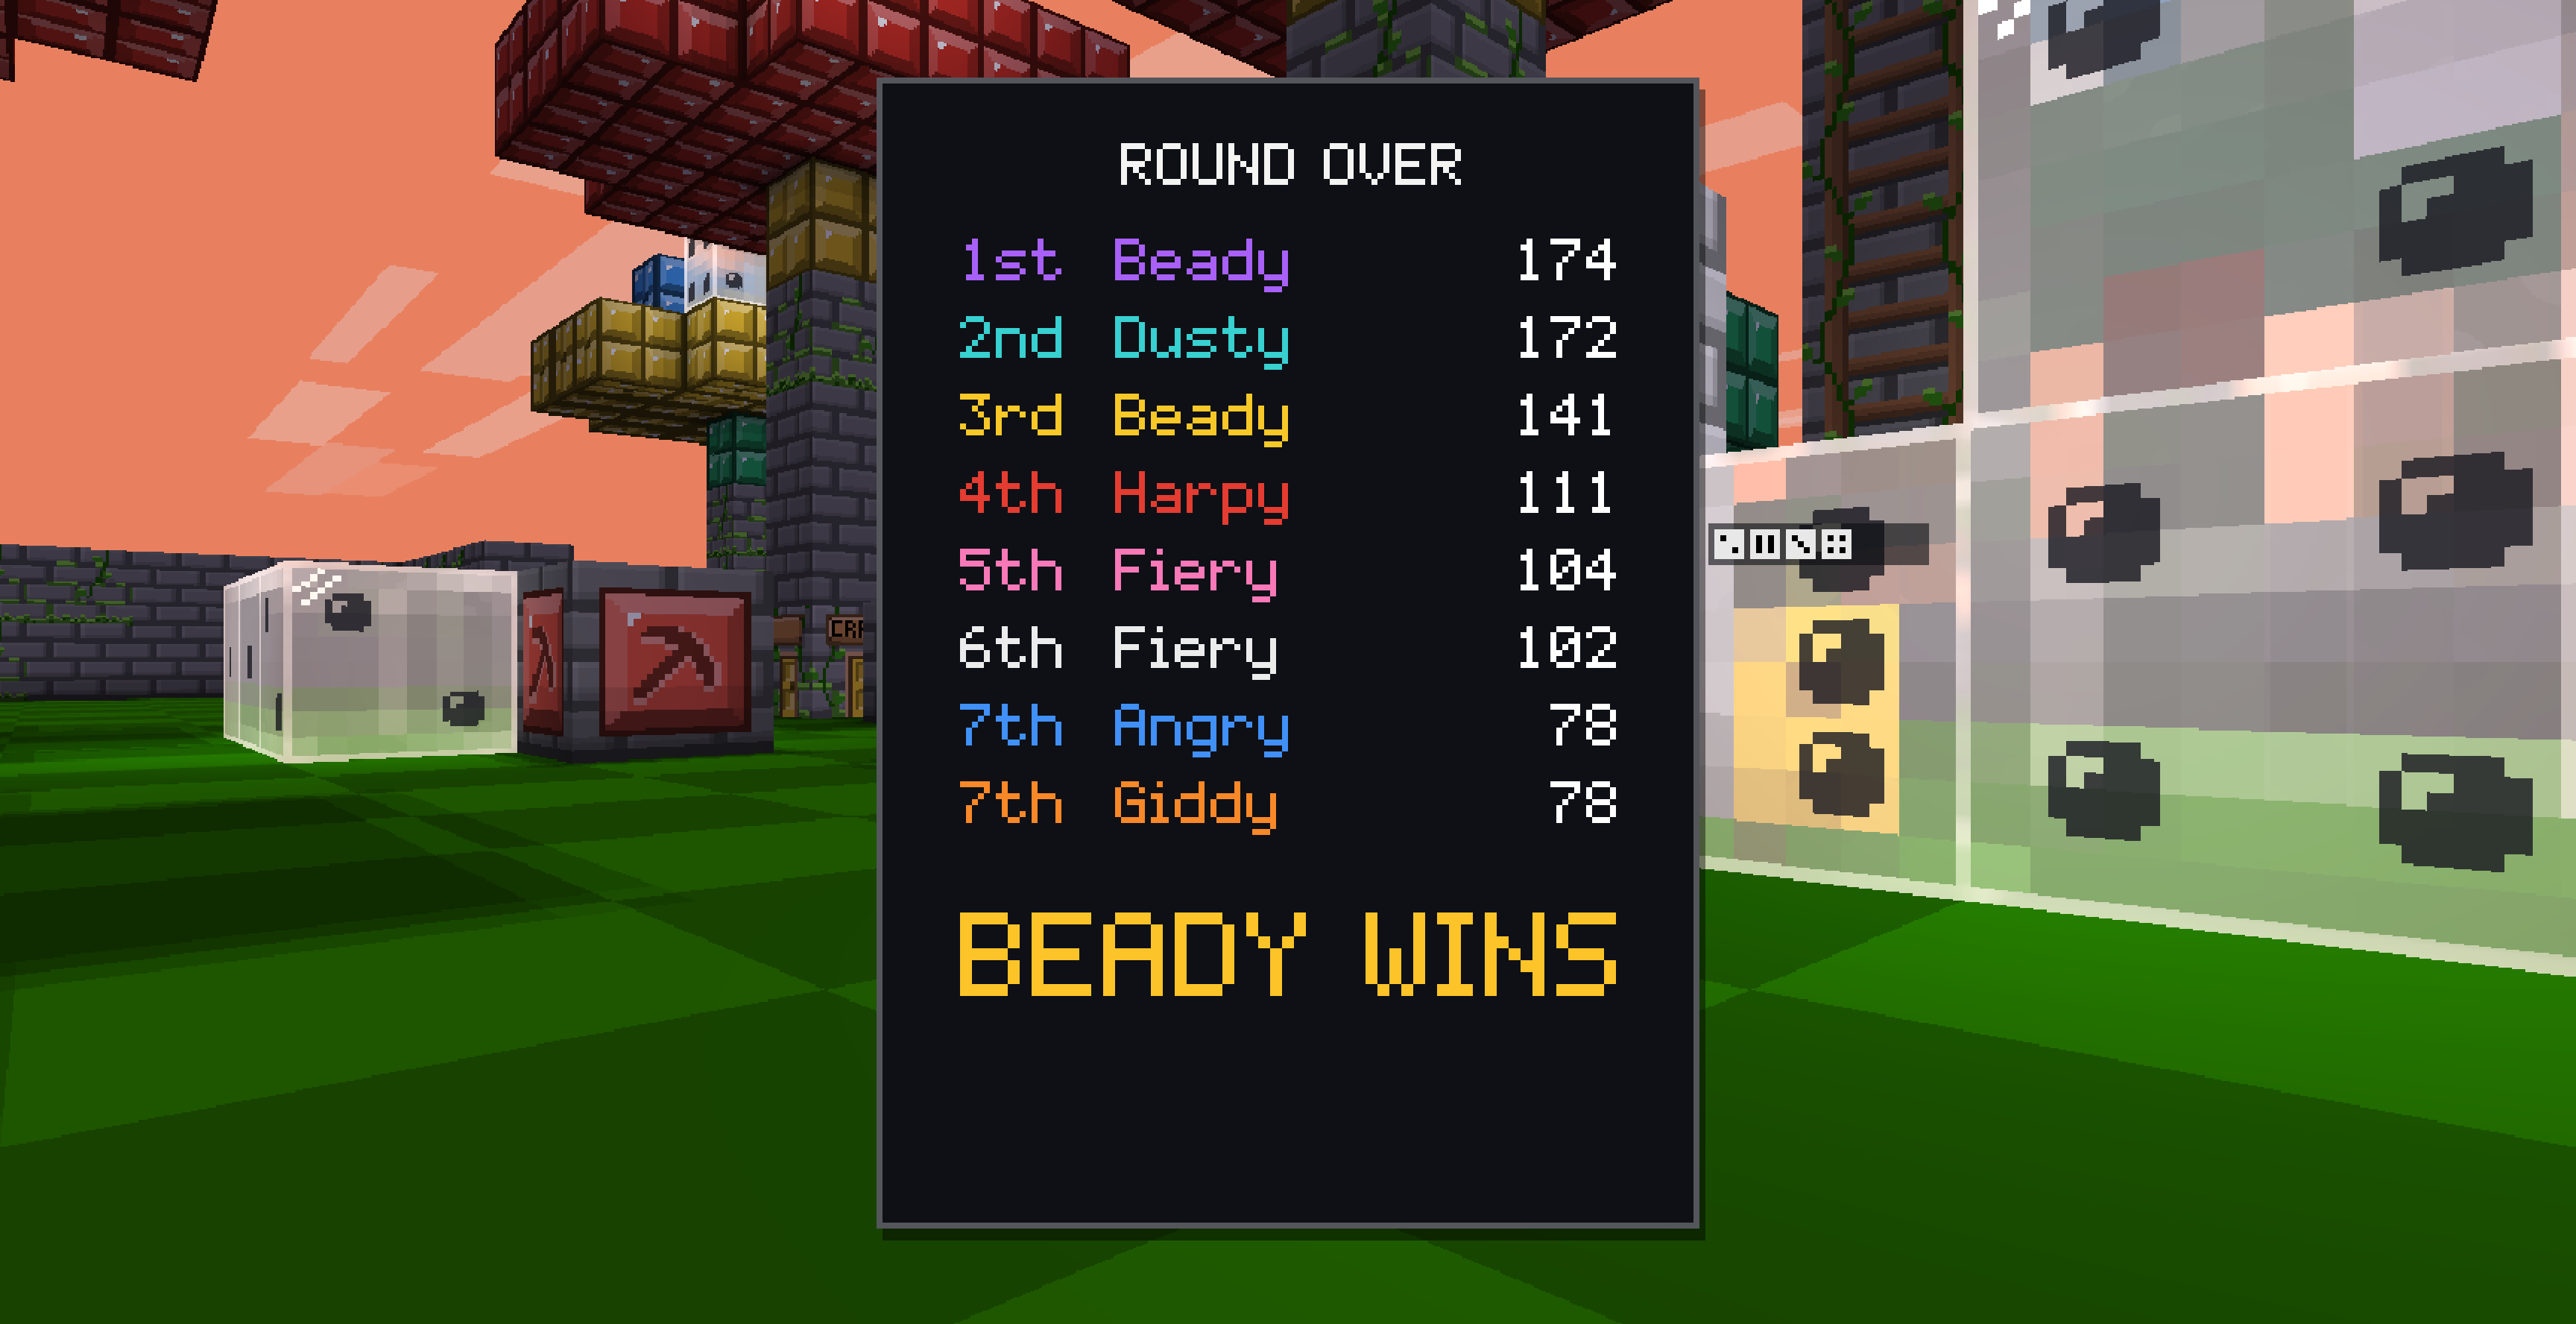 ROUND OVER
1st Beady 174
2nd Dusty 172
3rd Beady 141
4th Harpy 111
5th Fiery 104
6th Fiery 102
7th Angry 78
7th Giddy 78
BEADY WINS